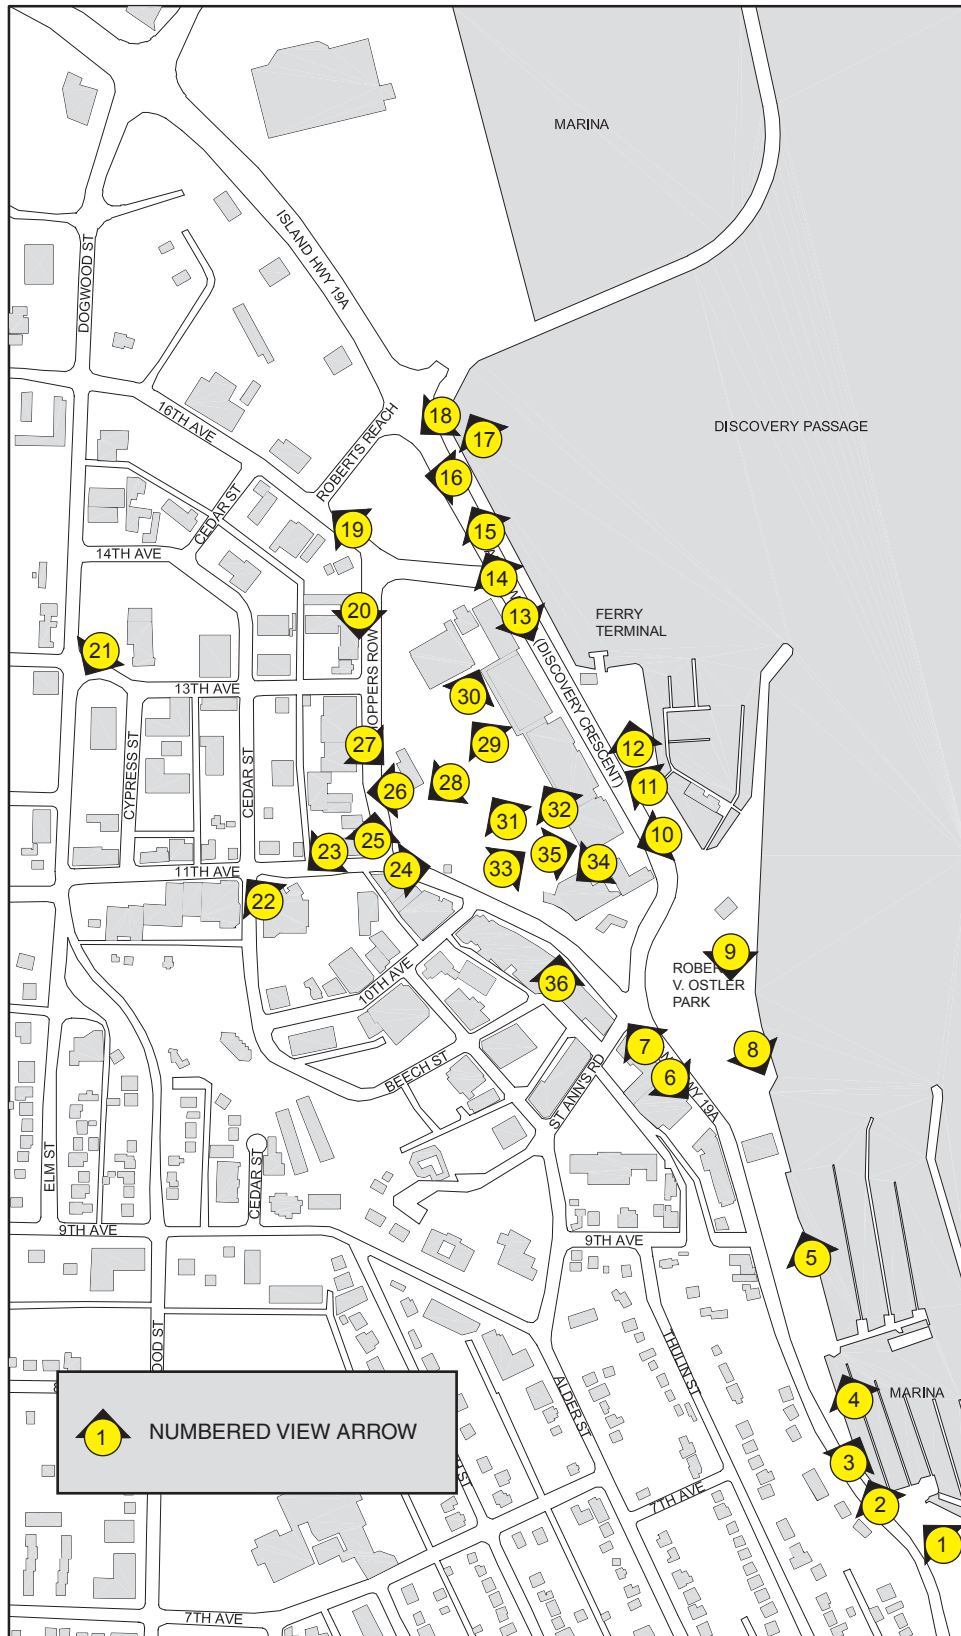 MARINA
ISLAND HWY 19A
DOGWOOD ST
18
17
DISCOVERY PASSAGE
16TH AVE
ROBERTS REACH
16
CEDAR ST
19
15
14TH AVE
14
20
13
FERRY
TERMINAL
21
(DISCOVERY CRESCENT)
13TH AVE
30
OPPERS ROW
27
29
12
CYPRESS ST
CEDAR ST
28
11
26
32
31
10
25
23
35
34
33
24
11TH AVE
22
9
ROBER
V. OSTLER
PARK
10TH AVE
36
7
8
6
HWY 19A
BEECH ST
ST ANN'S RD
ELM ST
CEDAR ST
9TH AVE
9TH AVE
5
OOD ST
THULIN ST
ALDER ST
4
MARINA
1
NUMBERED VIEW ARROW
3
ST
7TH AVE
2
1
7TH AVE